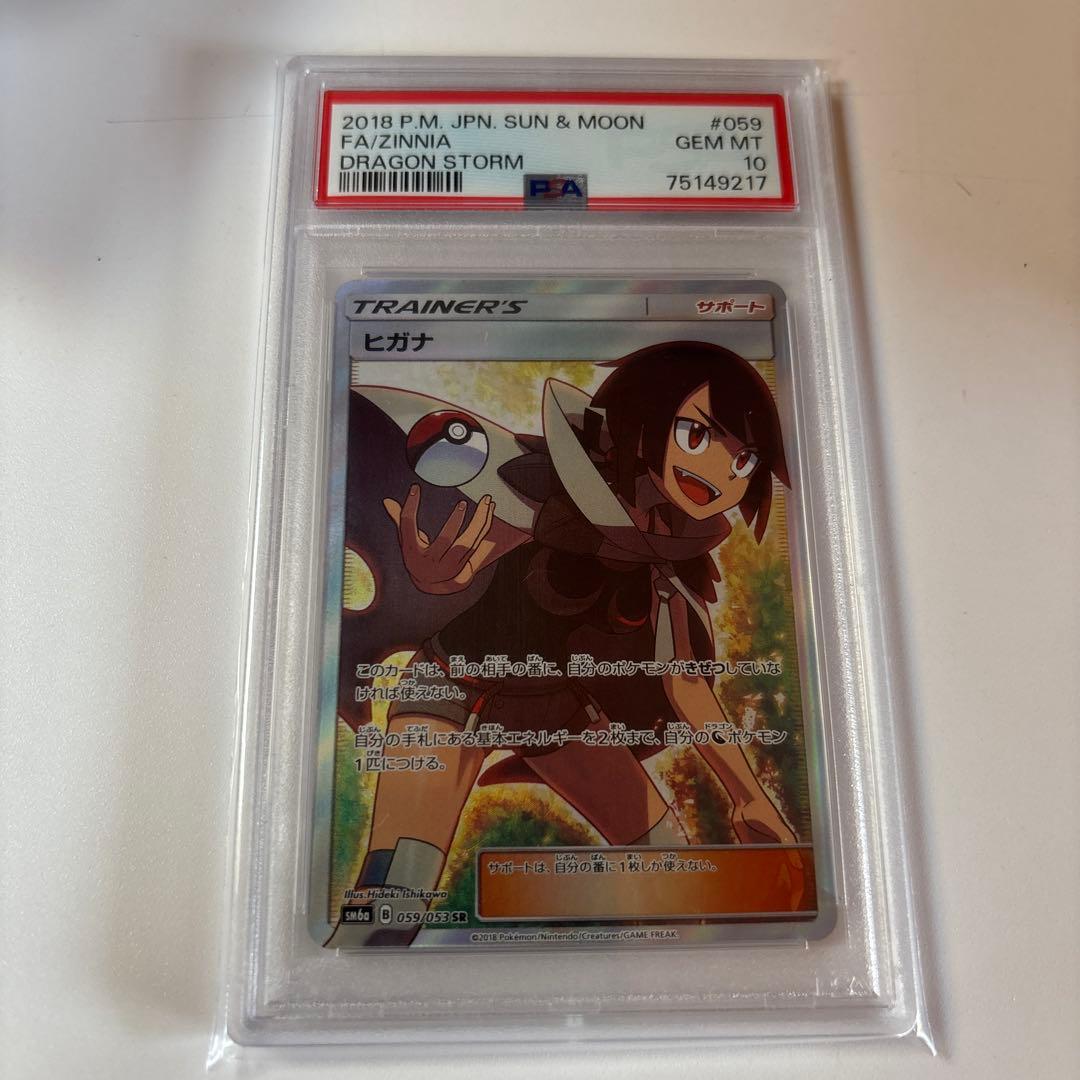 2018 P.M. JPN. SUN & MOON #059
FA/ZINNIA GEM MT
DRAGON STORM 10
PSA 75149217
TRAINER'S サポート
ヒガナ
このカードは、前の相手の番に、自分のポケモンがきぜつしていな
ければ使えない。
自分の手札にある基本エネルギーを2枚まで、自分のポケモン
1匹につける。
サポートは、自分の番に1枚しか使えない。
Illus.Hideki Ishikawa
SM6a B 059/053 SR
©2018 Pokémon/Nintendo/Creatures/GAME FREAK.